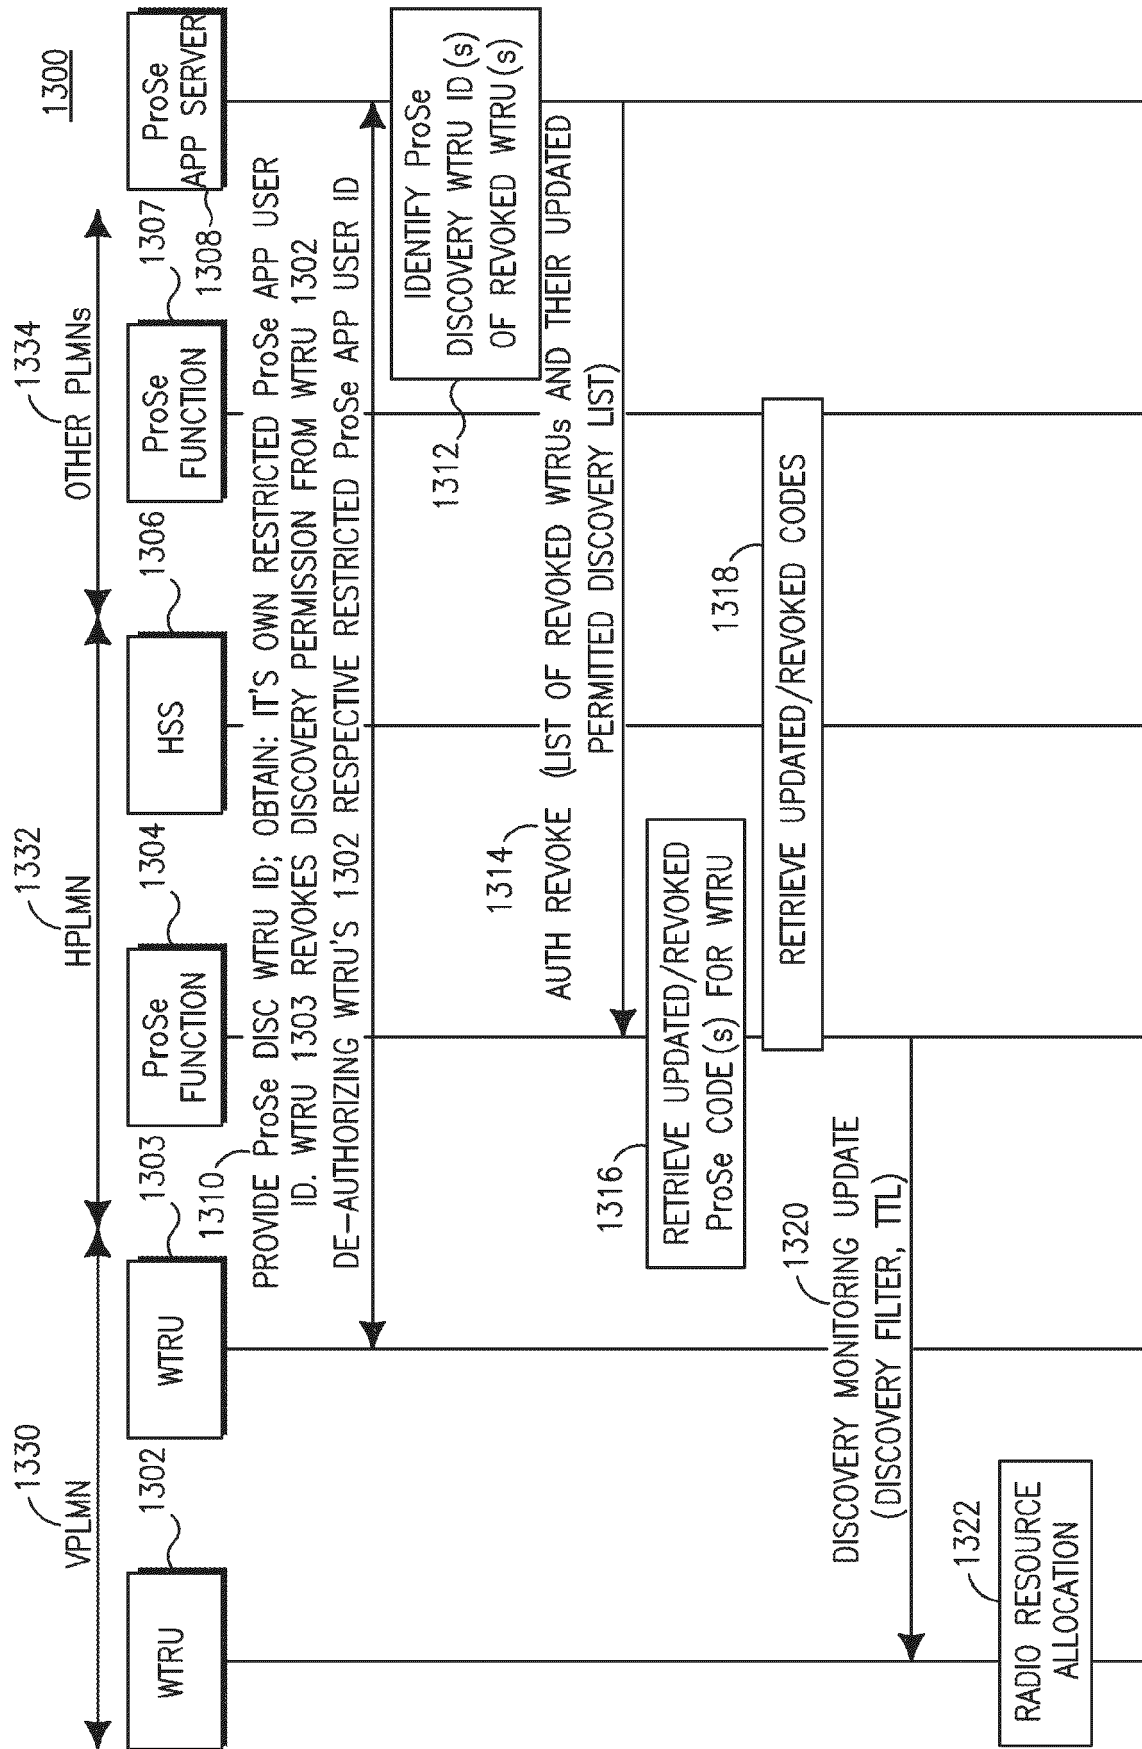 1300
1330
VPLMN
1332
HPLMN
1334
OTHER PLMNs
WTRU
1302
WTRU
1303
ProSe
FUNCTION
1304
HSS
1306
ProSe
FUNCTION
1307
ProSe
APP SERVER
1308
1310
PROVIDE ProSe DISC WTRU ID; OBTAIN: IT'S OWN RESTRICTED ProSe APP USER
ID. WTRU 1303 REVOKES DISCOVERY PERMISSION FROM WTRU 1302
DE-AUTHORIZING WTRU'S 1302 RESPECTIVE RESTRICTED ProSe APP USER ID
1312
IDENTIFY ProSe
DISCOVERY WTRU ID(s)
OF REVOKED WTRU(s)
1314
AUTH REVOKE (LIST OF REVOKED WTRUs AND THEIR UPDATED
PERMITTED DISCOVERY LIST)
1316
RETRIEVE UPDATED/REVOKED
ProSe CODE(s) FOR WTRU
1318
RETRIEVE UPDATED/REVOKED CODES
1320
DISCOVERY MONITORING UPDATE
(DISCOVERY FILTER, TTL)
1322
RADIO RESOURCE
ALLOCATION